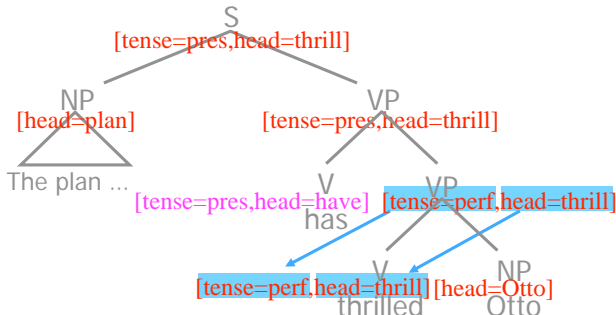 S
[tense=pres,head=thrill]
NP VP
[head=plan] [tense=pres,head=thrill]
The plan ... V VP
[tense=pres,head=have] [tense=perf,head=thrill]
has
V NP
[tense=perf,head=thrill] [head=Otto]
thrilled Otto